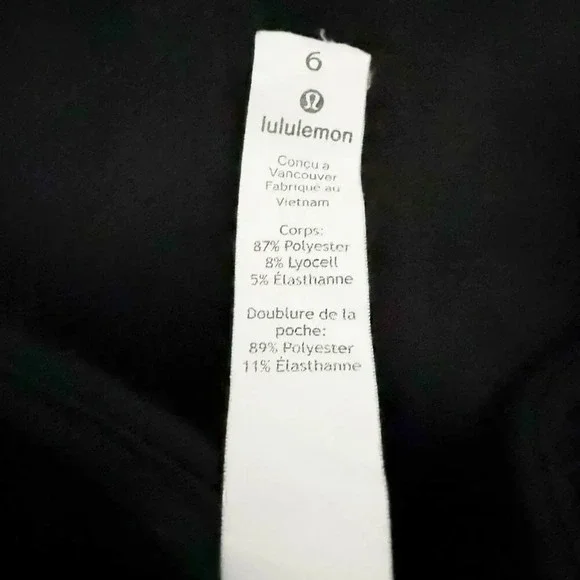 6
lululemon
Conçu a
Vancouver
Fabriqué au
Vietnam
Corps:
87% Polyester
8% Lyocell
5% Élasthanne
Doublure de la
poche:
89% Polyester
11% Élasthanne